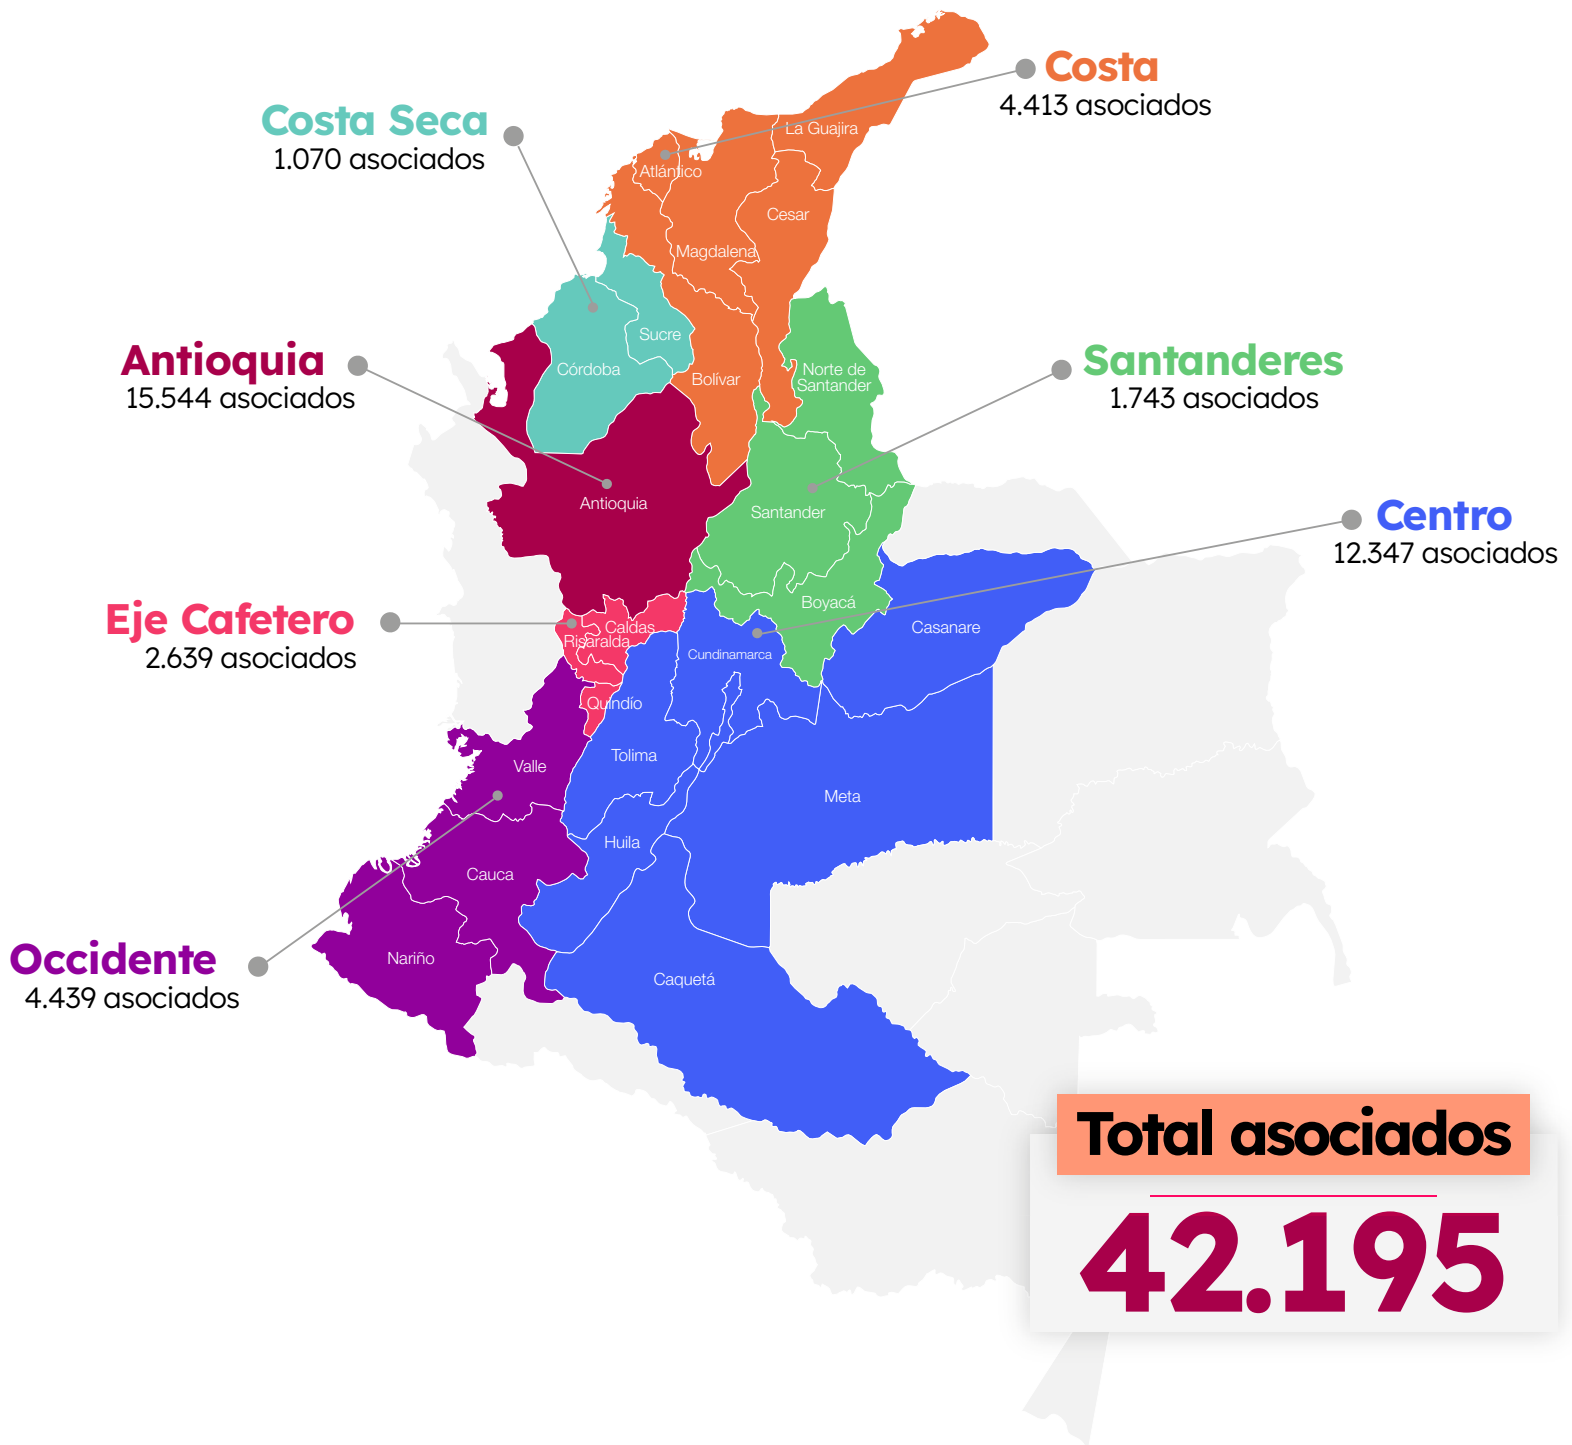 Costa
4.413 asociados
Costa Seca
1.070 asociados
La Guajira
Atlántico
Cesar
Magdalena
Sucre
Córdoba
Bolívar
Norte de
Santander
Antioquia
15.544 asociados
Santanderes
1.743 asociados
Antioquia
Santander
Centro
12.347 asociados
Eje Cafetero
2.639 asociados
Boyacá
Caldas
Risaralda
Casanare
Cundinamarca
Quindío
Tolima
Valle
Meta
Huila
Cauca
Occidente
4.439 asociados
Nariño
Caquetá
Total asociados
42.195